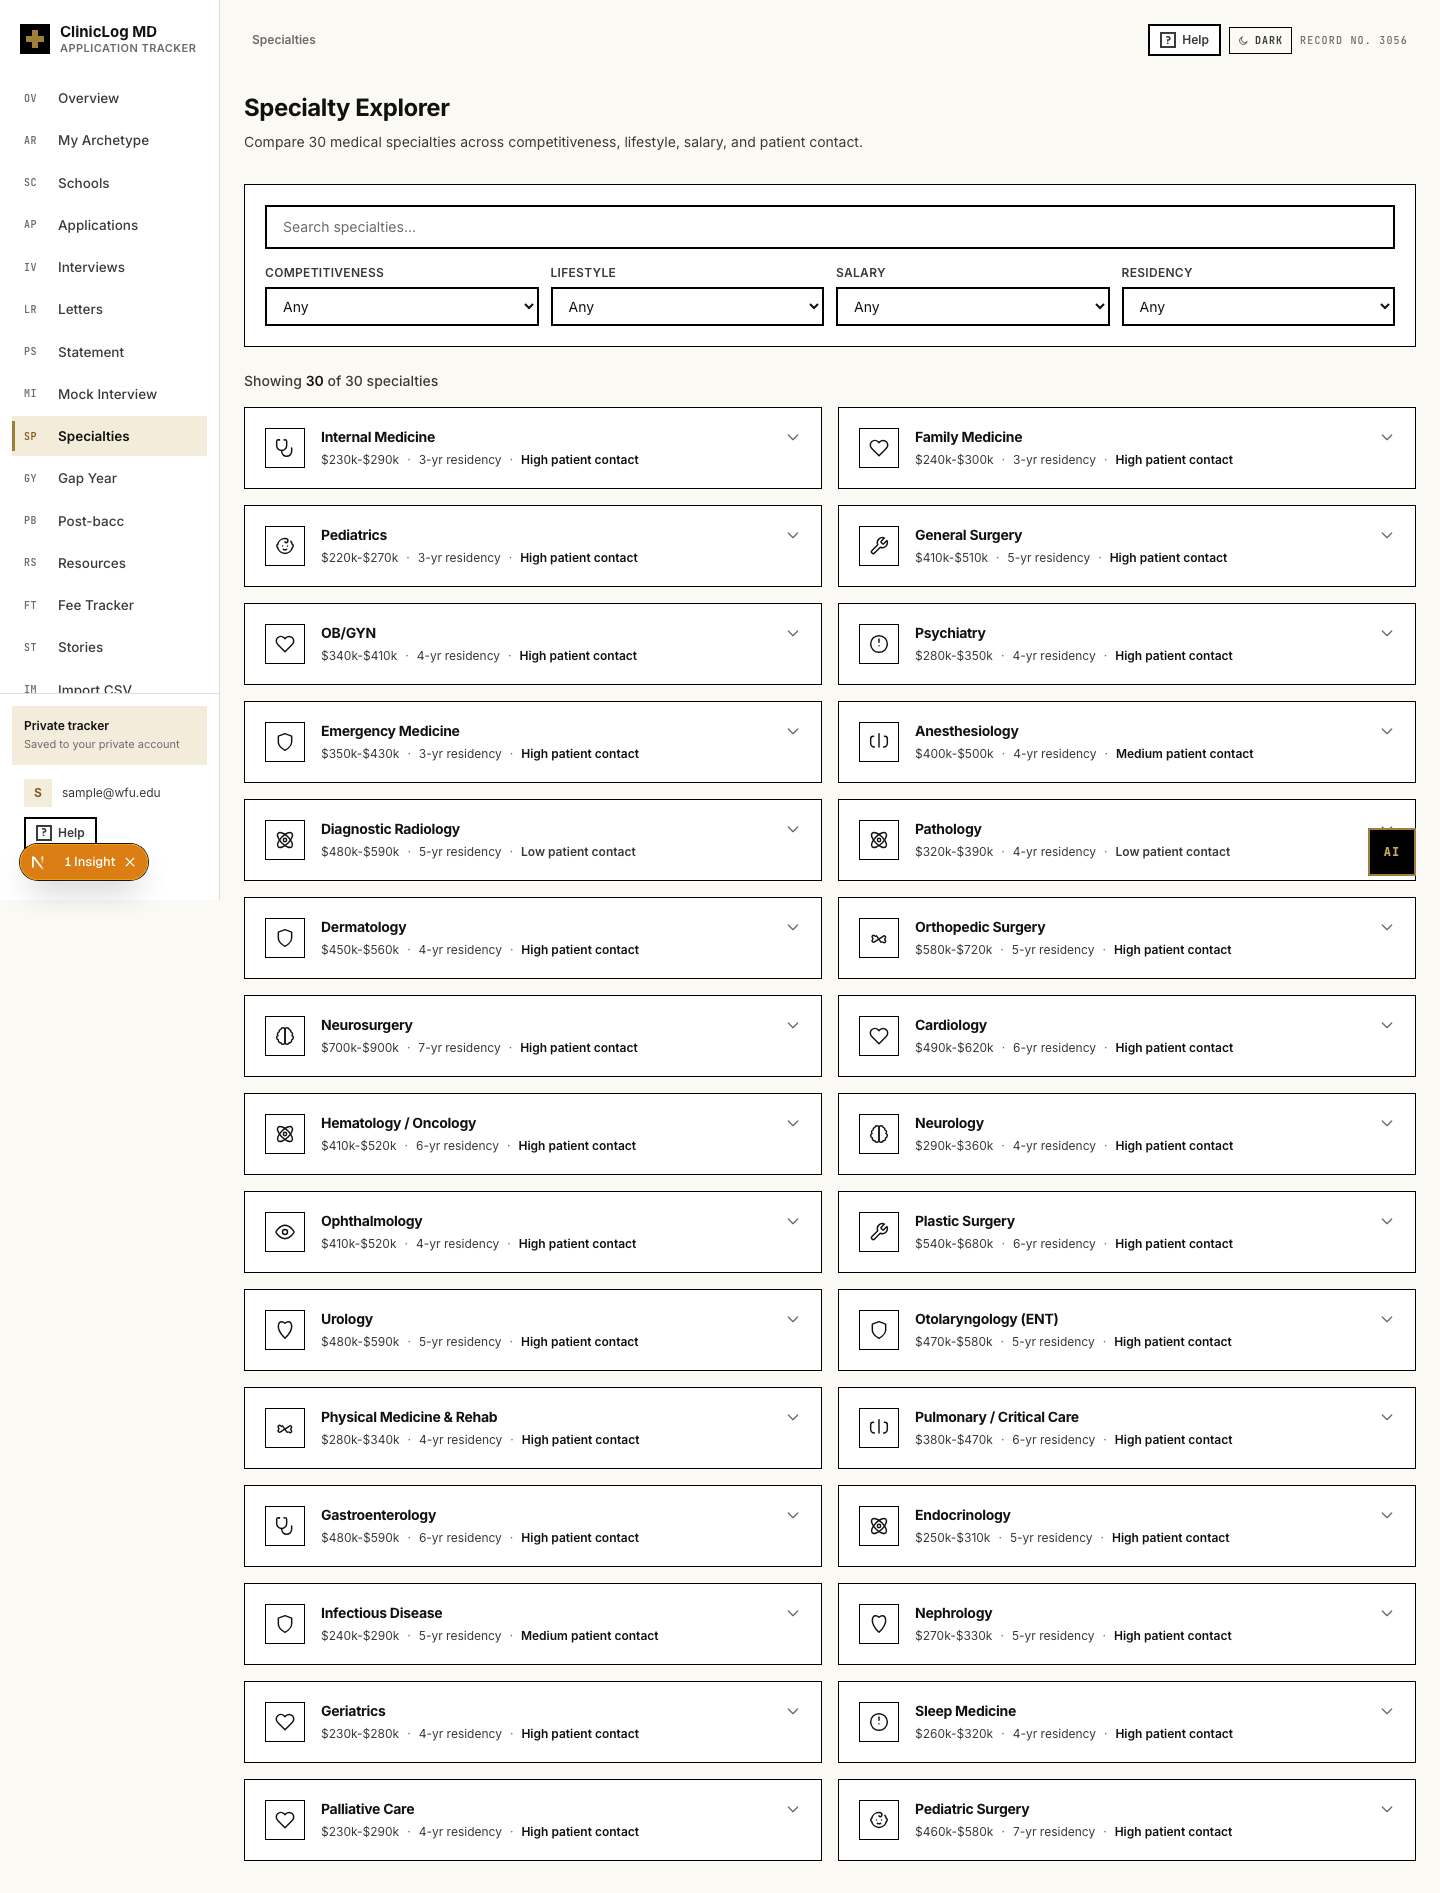 ClinicLog MD
APPLICATION TRACKER
OV Overview
AR My Archetype
SC Schools
AP Applications
IV Interviews
LR Letters
PS Statement
MI Mock Interview
SP Specialties
GY Gap Year
PB Post-bacc
RS Resources
FT Fee Tracker
ST Stories
IM Import CSV
Private tracker
Saved to your private account
S sample@wfu.edu
? Help
N 1 Insight
Specialties
? Help
DARK
RECORD NO. 3056
Specialty Explorer
Compare 30 medical specialties across competitiveness, lifestyle, salary, and patient contact.
Search specialties...
COMPETITIVENESS LIFESTYLE SALARY RESIDENCY
Any Any Any Any
Showing 30 of 30 specialties
Internal Medicine
$230k-$290k · 3-yr residency · High patient contact
Family Medicine
$240k-$300k · 3-yr residency · High patient contact
Pediatrics
$220k-$270k · 3-yr residency · High patient contact
General Surgery
$410k-$510k · 5-yr residency · High patient contact
OB/GYN
$340k-$410k · 4-yr residency · High patient contact
Psychiatry
$280k-$350k · 4-yr residency · High patient contact
Emergency Medicine
$350k-$430k · 3-yr residency · High patient contact
Anesthesiology
$400k-$500k · 4-yr residency · Medium patient contact
Diagnostic Radiology
$480k-$590k · 5-yr residency · Low patient contact
Pathology
$320k-$390k · 4-yr residency · Low patient contact
AI
Dermatology
$450k-$560k · 4-yr residency · High patient contact
Orthopedic Surgery
$580k-$720k · 5-yr residency · High patient contact
Neurosurgery
$700k-$900k · 7-yr residency · High patient contact
Cardiology
$490k-$620k · 6-yr residency · High patient contact
Hematology / Oncology
$410k-$520k · 6-yr residency · High patient contact
Neurology
$290k-$360k · 4-yr residency · High patient contact
Ophthalmology
$410k-$520k · 4-yr residency · High patient contact
Plastic Surgery
$540k-$680k · 6-yr residency · High patient contact
Urology
$480k-$590k · 5-yr residency · High patient contact
Otolaryngology (ENT)
$470k-$580k · 5-yr residency · High patient contact
Physical Medicine & Rehab
$280k-$340k · 4-yr residency · High patient contact
Pulmonary / Critical Care
$380k-$470k · 6-yr residency · High patient contact
Gastroenterology
$480k-$590k · 6-yr residency · High patient contact
Endocrinology
$250k-$310k · 5-yr residency · High patient contact
Infectious Disease
$240k-$290k · 5-yr residency · Medium patient contact
Nephrology
$270k-$330k · 5-yr residency · High patient contact
Geriatrics
$230k-$280k · 4-yr residency · High patient contact
Sleep Medicine
$260k-$320k · 4-yr residency · High patient contact
Palliative Care
$230k-$290k · 4-yr residency · High patient contact
Pediatric Surgery
$460k-$580k · 7-yr residency · High patient contact